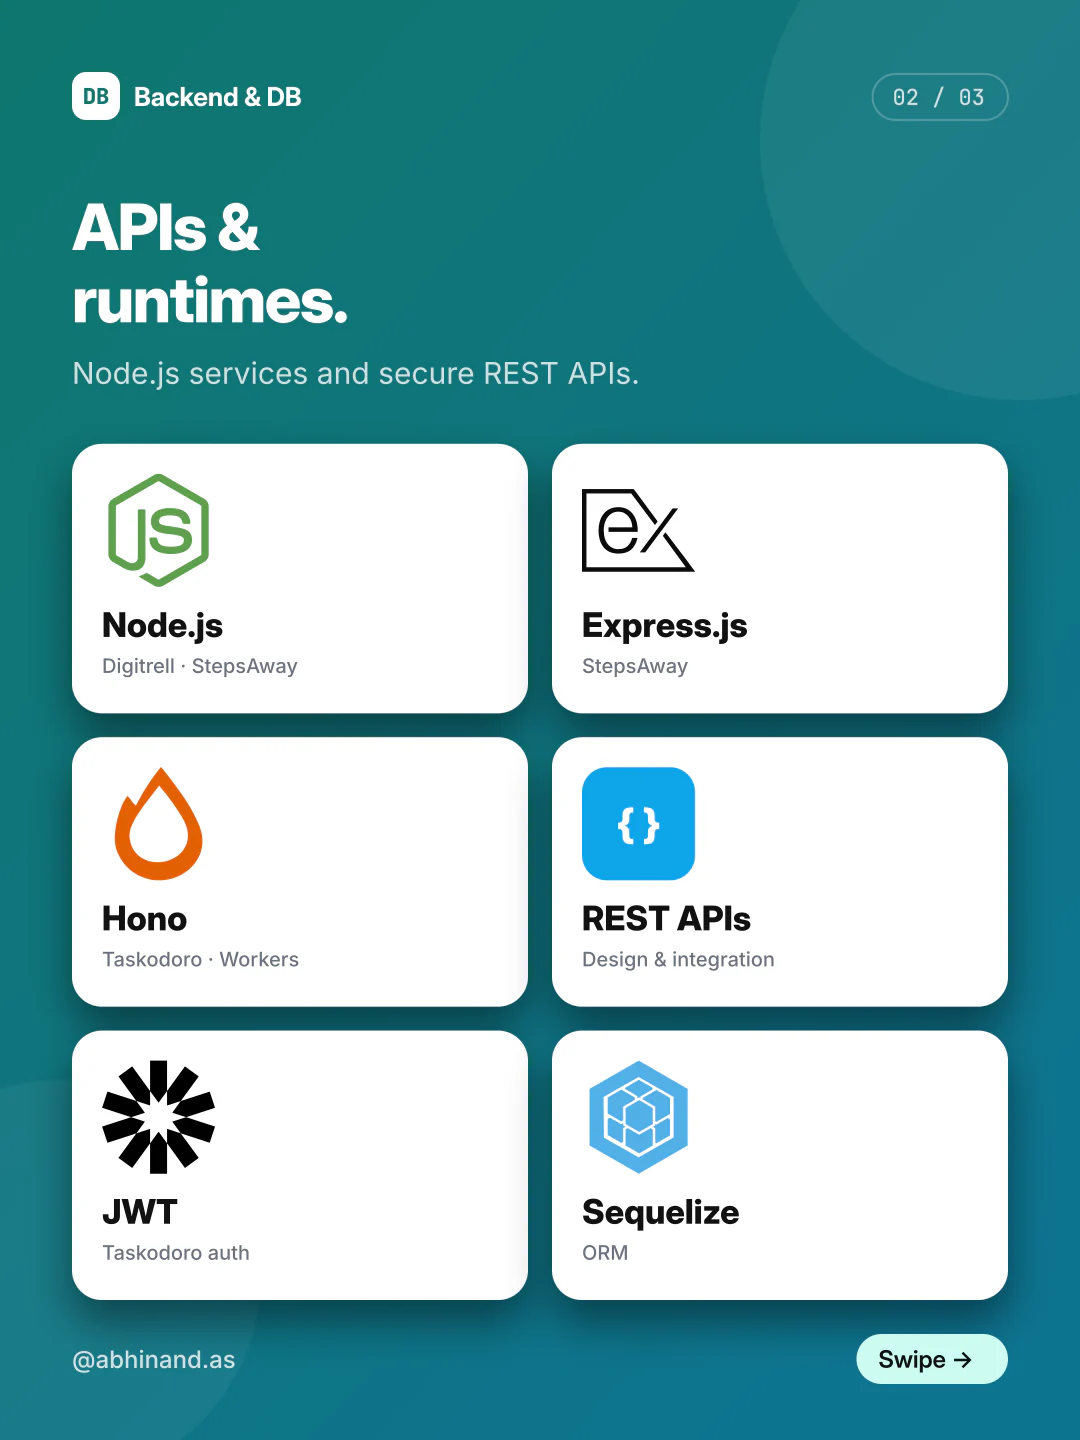 DB Backend & DB
02 / 03
APIs &
runtimes.
Node.js services and secure REST APIs.
JS
Node.js
Digitrell · StepsAway
ex
Express.js
StepsAway
Hono
Taskodoro · Workers
{ }
REST APIs
Design & integration
JWT
Taskodoro auth
Sequelize
ORM
@abhinand.as
Swipe →